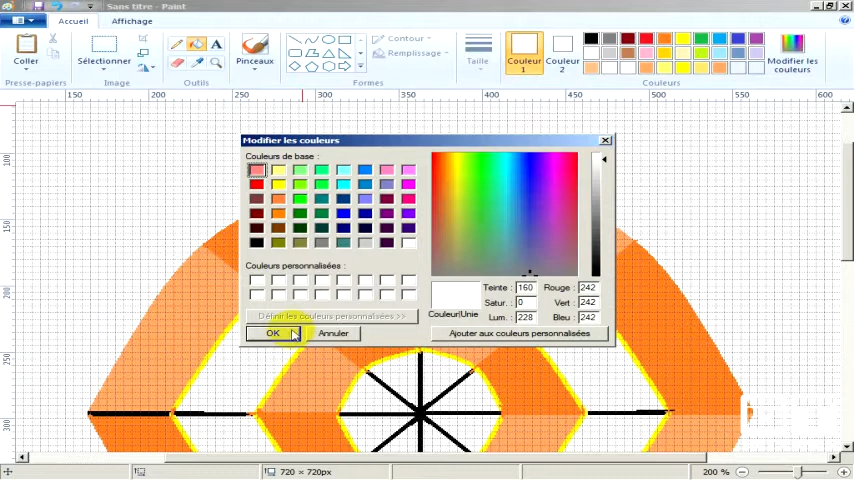 Sans titre - Paint
Accueil Affichage
Coller
Sélectionner
Pinceaux
Contour
Remplissage
Taille
Couleur 1
Couleur 2
Modifier les couleurs
Presse-papiers Image Outils Formes Couleurs
150 200 250 300 350 400 450 500 550 600
100
150
200
250
300
Modifier les couleurs
Couleurs de base :
Couleurs personnalisées :
Définir les couleurs personnalisées >>
OK Annuler
Couleur|Unie
Teinte : 160 Rouge : 242
Satur. : 0 Vert : 242
Lum. : 228 Bleu : 242
Ajouter aux couleurs personnalisées
720 × 720px 200 %